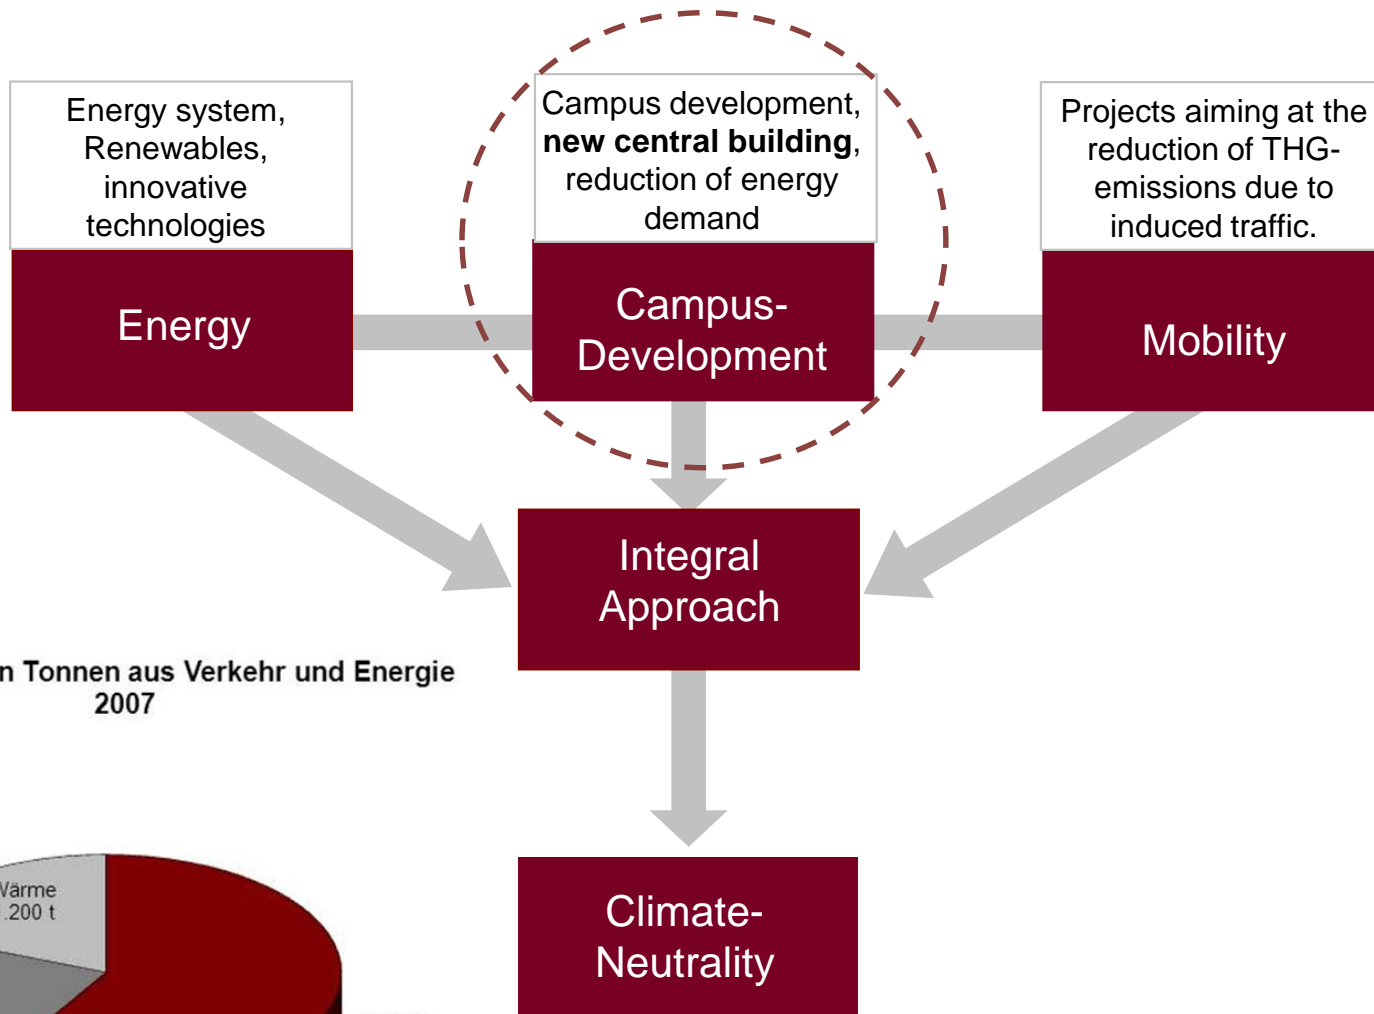 Energy system,
Renewables,
innovative
technologies
Energy
Campus development,
new central building,
reduction of energy
demand
Campus-
Development
Projects aiming at the
reduction of THG-
emissions due to
induced traffic.
Mobility
Integral
Approach
n Tonnen aus Verkehr und Energie
2007
Wärme
.200 t
Climate-
Neutrality